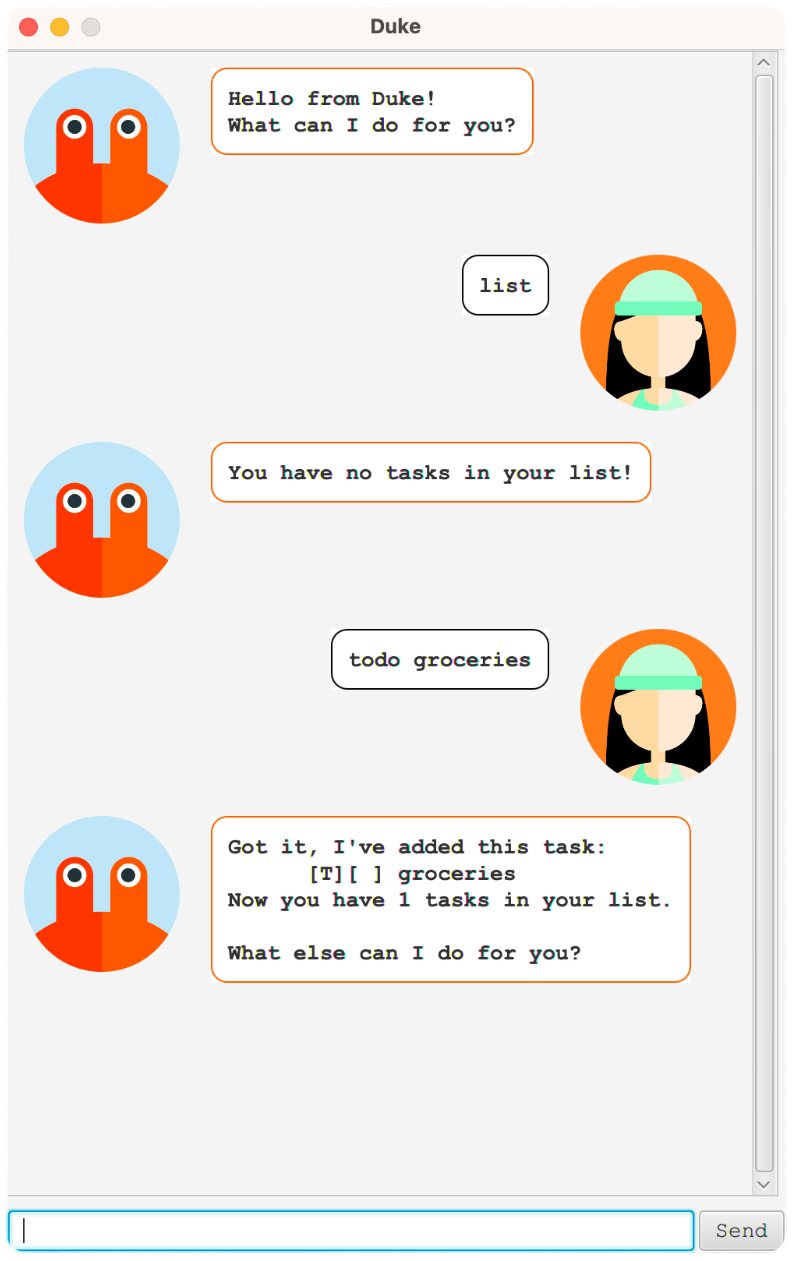 Duke
Hello from Duke!
What can I do for you?
list
You have no tasks in your list!
todo groceries
Got it, I've added this task:
[T][ ] groceries
Now you have 1 tasks in your list.
What else can I do for you?
Send